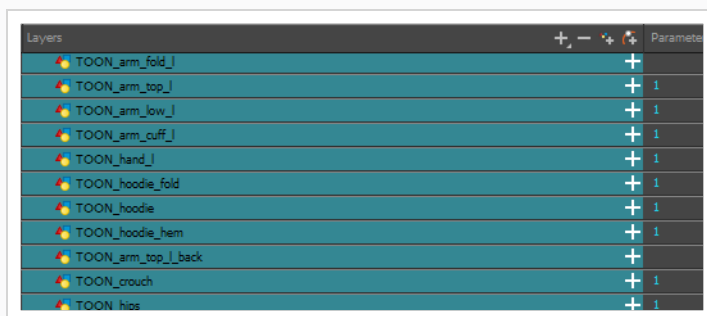 Layers Paramete
TOON_arm_fold_l
TOON_arm_top_l 1
TOON_arm_low_l 1
TOON_arm_cuff_l 1
TOON_hand_l 1
TOON_hoodie_fold 1
TOON_hoodie 1
TOON_hoodie_hem 1
TOON_arm_top_l_back
TOON_crouch 1
TOON_hips 1